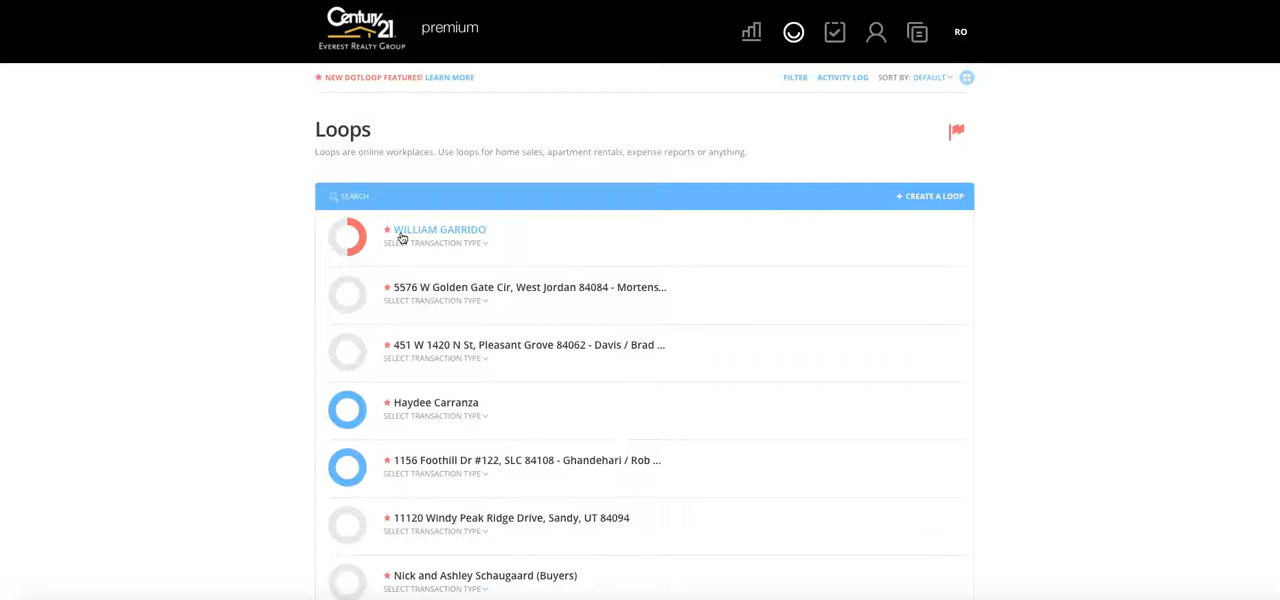 Century 21
EVEREST REALTY GROUP
premium
RO
NEW DOTLOOP FEATURES! LEARN MORE
FILTER ACTIVITY LOG SORT BY: DEFAULT
Loops
Loops are online workplaces. Use loops for home sales, apartment rentals, expense reports or anything.
SEARCH
+ CREATE A LOOP
WILLIAM GARRIDO
SELECT TRANSACTION TYPE
5576 W Golden Gate Cir, West Jordan 84084 - Mortens...
SELECT TRANSACTION TYPE
451 W 1420 N St, Pleasant Grove 84062 - Davis / Brad ...
SELECT TRANSACTION TYPE
Haydee Carranza
SELECT TRANSACTION TYPE
1156 Foothill Dr #122, SLC 84108 - Ghandehari / Rob ...
SELECT TRANSACTION TYPE
11120 Windy Peak Ridge Drive, Sandy, UT 84094
SELECT TRANSACTION TYPE
Nick and Ashley Schaugaard (Buyers)
SELECT TRANSACTION TYPE